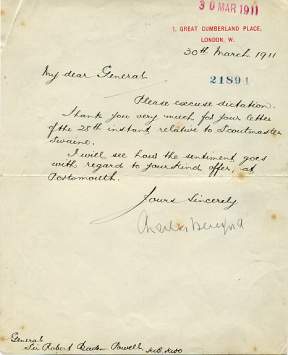 30 MAR 1911
1, GREAT CUMBERLAND PLACE,
LONDON, W.
30th March 1911
21891
My dear General
Please excuse dictation.
Thank you very much for your letter
of the 28th instant relative to Scoutmaster
Swaine.
I will see how the sentiment goes
with regard to your kind offer, at
Portsmouth.
Yours Sincerely
Charles Beresford
General
Sir Robert Baden Powell